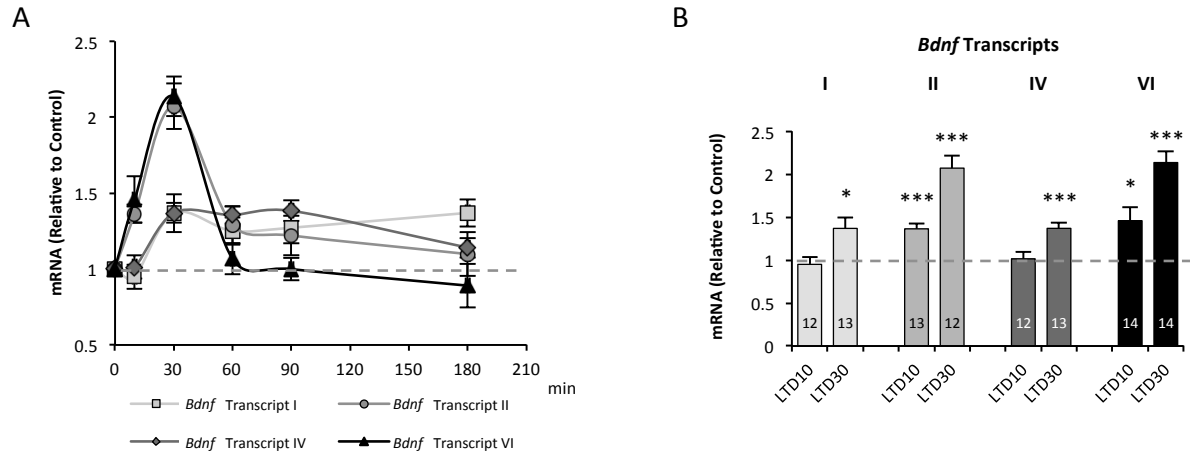 A
mRNA (Relative to Control)
2.5
2
1.5
1
0.5
0 30 60 90 120 150 180 210
min
Bdnf Transcript I
Bdnf Transcript II
Bdnf Transcript IV
Bdnf Transcript VI
B
Bdnf Transcripts
I II IV VI
mRNA (Relative to Control)
2.5
2
1.5
1
0.5
0
* *** *** *** * ***
12 13 13 12 12 13 14 14
LTD10 LTD30 LTD10 LTD30 LTD10 LTD30 LTD10 LTD30